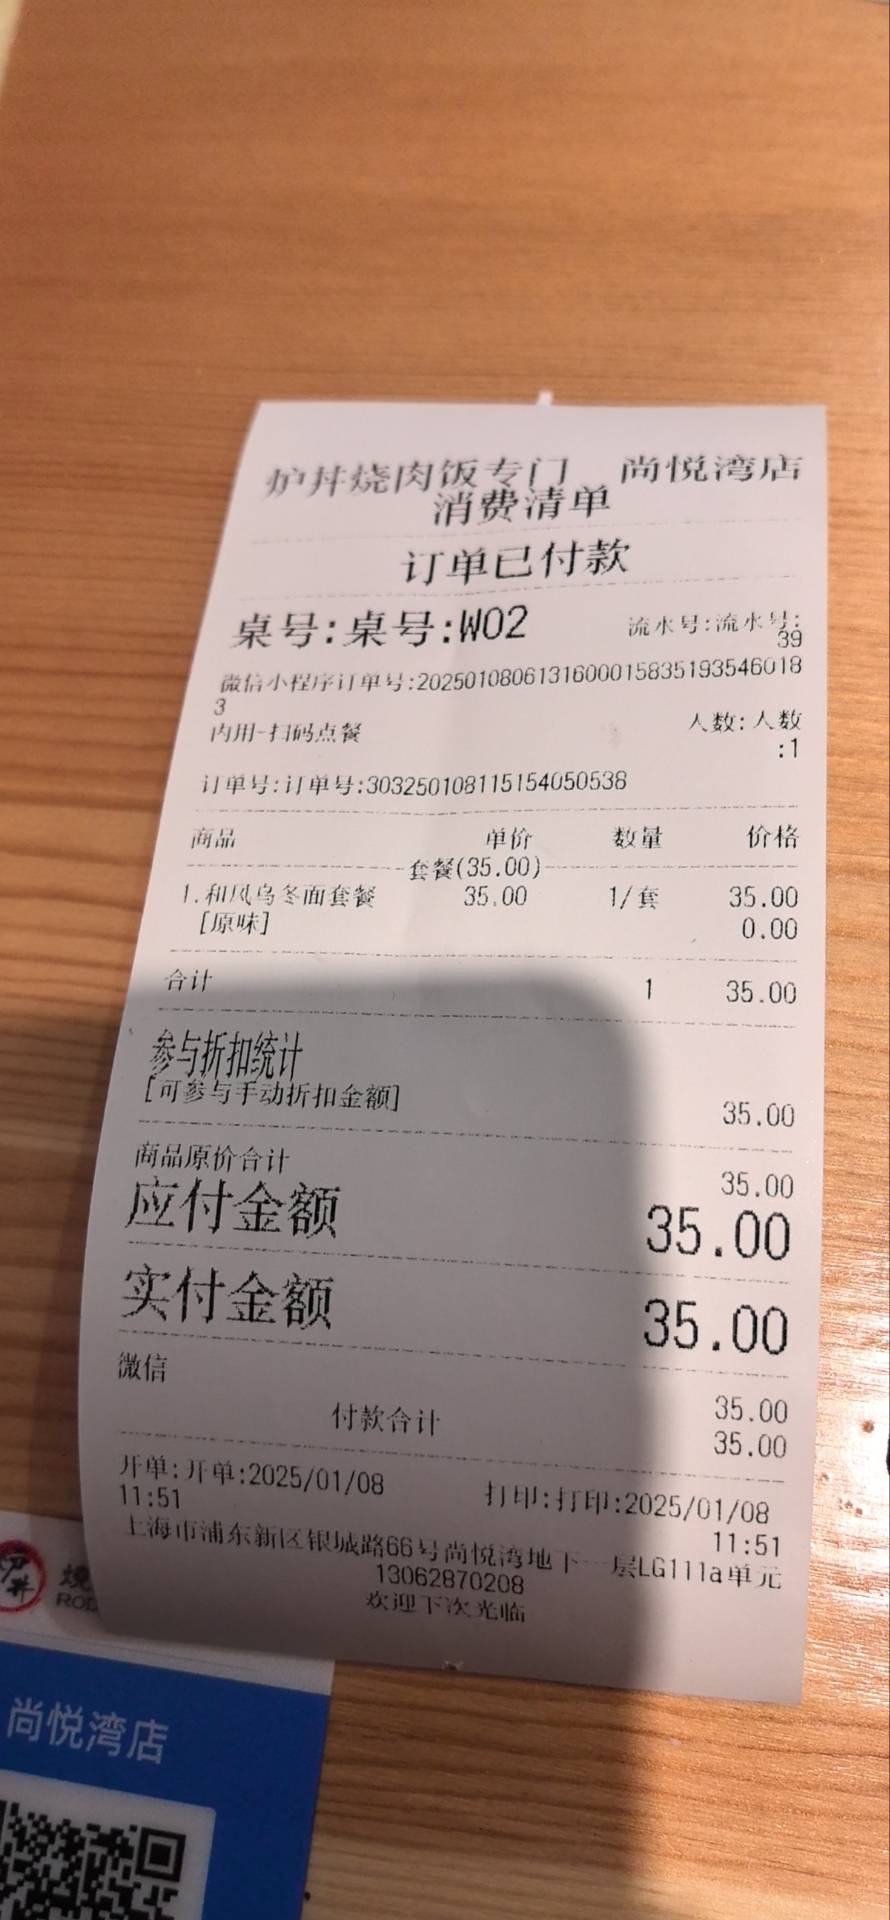 炉丼烧肉饭专门 尚悦湾店
消费清单
订单已付款
桌号:桌号:W02 流水号:流水号:
39
微信小程序订单号:2025010806131600015835193546018
3
内用-扫码点餐 人数:人数
:1
订单号:订单号:3032501081151540505​38
商品 单价 数量 价格
套餐(35.00)
1.和风乌冬面套餐 35.00 1/套 35.00
[原味] 0.00
合计 1 35.00
参与折扣统计
[可参与手动折扣金额] 35.00
商品原价合计 35.00
应付金额 35.00
实付金额 35.00
微信 35.00
付款合计 35.00
开单:开单:2025/01/08 打印:打印:2025/01/08
11:51 11:51
上海市浦东新区银城路66号尚悦湾地下一层LG111a单元
13062870208
欢迎下次光临
尚悦湾店